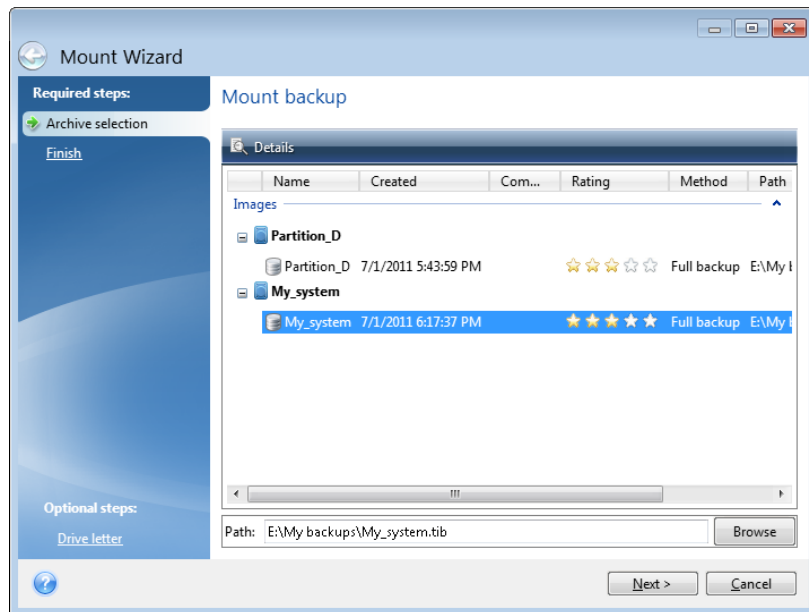 Mount Wizard
Required steps:
Archive selection
Finish
Optional steps:
Drive letter
Mount backup
Details
Name Created Com... Rating Method Path
Images
Partition_D
Partition_D 7/1/2011 5:43:59 PM Full backup E:\My
My_system
My_system 7/1/2011 6:17:37 PM Full backup E:\My
Path: E:\My backups\My_system.tib Browse
Next > Cancel